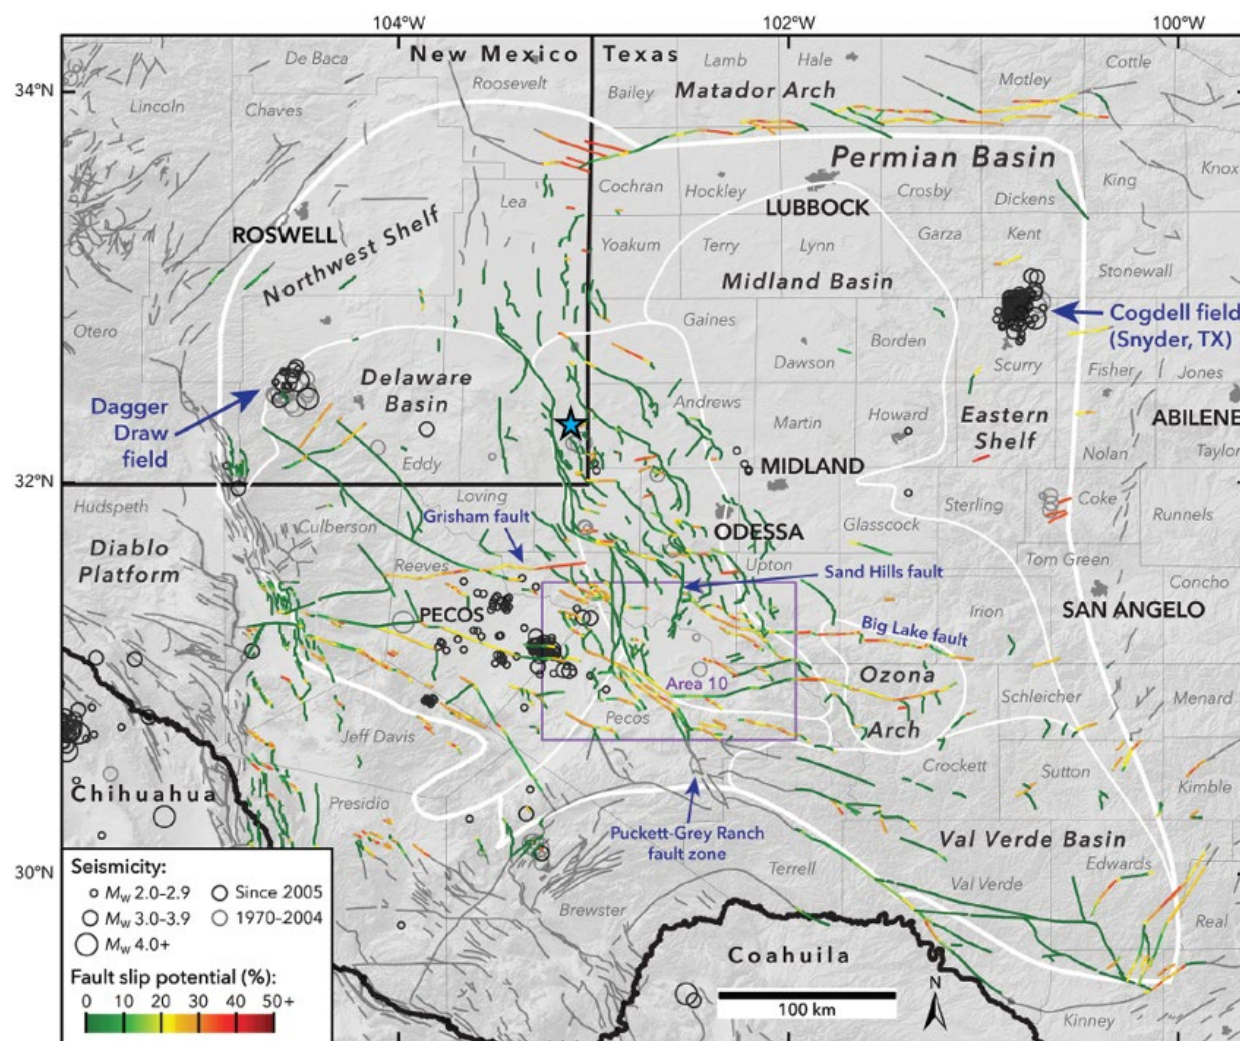 104°W
102°W
100°W
New Mexico
Texas
De Baca
Roosevelt
Lamb
Hale
Cottle
Motley
Bailey
Matador Arch
34°N
Lincoln
Chaves
Permian Basin
Knox
King
Cochran
Hockley
Crosby
Dickens
Lea
LUBBOCK
ROSWELL
Northwest Shelf
Yoakum
Terry
Lynn
Garza
Kent
Stonewall
Midland Basin
Otero
Gaines
Borden
Cogdell field
(Snyder, TX)
Dawson
Scurry
Fisher
Jones
Delaware
Basin
Dagger
Draw
field
Andrews
Martin
Howard
Eastern
Shelf
ABILENE
Nolan
Taylor
Eddy
MIDLAND
32°N
Hudspeth
Culberson
Loving
Grisham fault
Sterling
Coke
Runnels
Glasscock
ODESSA
Diablo
Platform
Reeves
Upton
Sand Hills fault
Tom Green
Concho
PECOS
Irion
SAN ANGELO
Big Lake fault
Area 10
Ozona
Arch
Schleicher
Menard
Pecos
Jeff Davis
Crockett
Sutton
Kimble
Chihuahua
Presidio
Puckett-Grey Ranch
fault zone
Val Verde Basin
30°N
Terrell
Val Verde
Edwards
Brewster
Real
Coahuila
N
100 km
Kinney
Seismicity:
Mw 2.0-2.9
Since 2005
Mw 3.0-3.9
1970-2004
Mw 4.0+
Fault slip potential (%):
0 10 20 30 40 50+